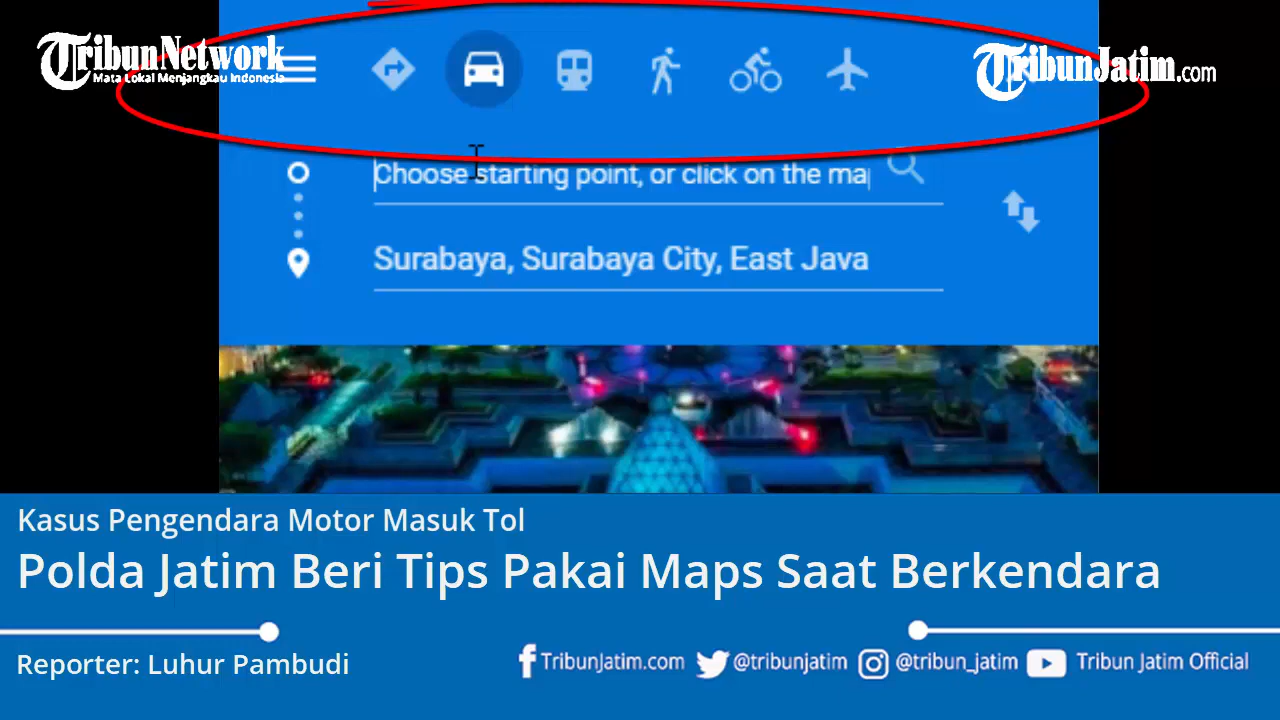 TribunNetwork
Mata Lokal Menjangkau Indonesia
TribunJatim.com
Choose starting point, or click on the ma
Surabaya, Surabaya City, East Java
Kasus Pengendara Motor Masuk Tol
Polda Jatim Beri Tips Pakai Maps Saat Berkendara
Reporter: Luhur Pambudi
TribunJatim.com @tribunjatim @tribun_jatim Tribun Jatim Official